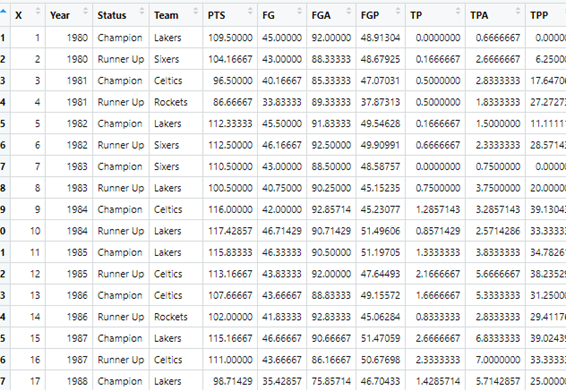 X Year Status Team PTS FG FGA FGP TP TPA TPP
1 1 1980 Champion Lakers 109.50000 45.00000 92.00000 48.91304 0.0000000 0.6666667 0.0000
2 2 1980 Runner Up Sixers 104.16667 43.00000 88.33333 48.67925 0.1666667 2.6666667 6.2500
3 3 1981 Champion Celtics 96.50000 40.16667 85.33333 47.07031 0.5000000 2.8333333 17.64706
4 4 1981 Runner Up Rockets 86.66667 33.83333 89.33333 37.87313 0.5000000 1.8333333 27.27273
5 5 1982 Champion Lakers 112.33333 45.50000 91.83333 49.54628 0.1666667 1.5000000 11.11111
6 6 1982 Runner Up Sixers 112.50000 46.16667 92.50000 49.90991 0.6666667 2.3333333 28.57143
7 7 1983 Champion Sixers 110.50000 43.00000 88.50000 48.58757 0.0000000 0.7500000 0.0000
8 8 1983 Runner Up Lakers 100.50000 40.75000 90.25000 45.15235 0.7500000 3.7500000 20.00000
9 9 1984 Champion Celtics 116.00000 42.00000 92.85714 45.23077 1.2857143 3.2857143 39.13043
0 10 1984 Runner Up Lakers 117.42857 46.71429 90.71429 51.49606 0.8571429 2.5714286 33.33333
1 11 1985 Champion Lakers 115.83333 46.33333 90.50000 51.19705 1.3333333 3.8333333 34.78261
2 12 1985 Runner Up Celtics 113.16667 43.83333 92.00000 47.64493 2.1666667 5.6666667 38.23529
3 13 1986 Champion Celtics 107.66667 43.66667 88.83333 49.15572 1.6666667 5.3333333 31.25000
4 14 1986 Runner Up Rockets 102.00000 41.83333 92.83333 45.06284 0.8333333 2.8333333 29.41176
5 15 1987 Champion Lakers 115.16667 46.66667 90.66667 51.47059 2.6666667 6.8333333 39.02439
6 16 1987 Runner Up Celtics 111.00000 43.66667 86.16667 50.67698 2.3333333 7.0000000 33.33333
7 17 1988 Champion Lakers 98.71429 35.42857 75.85714 46.70433 1.4285714 5.7142857 25.00000